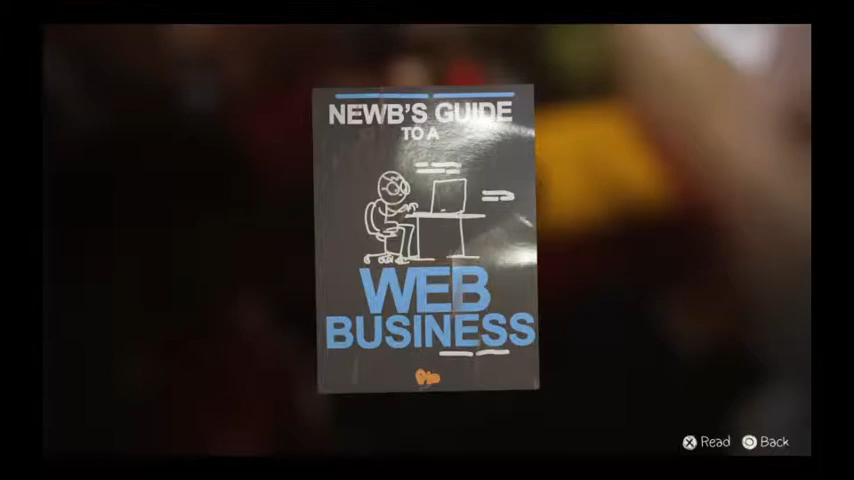 NEWB'S GUIDE
TO A
WEB
BUSINESS
Read
Back